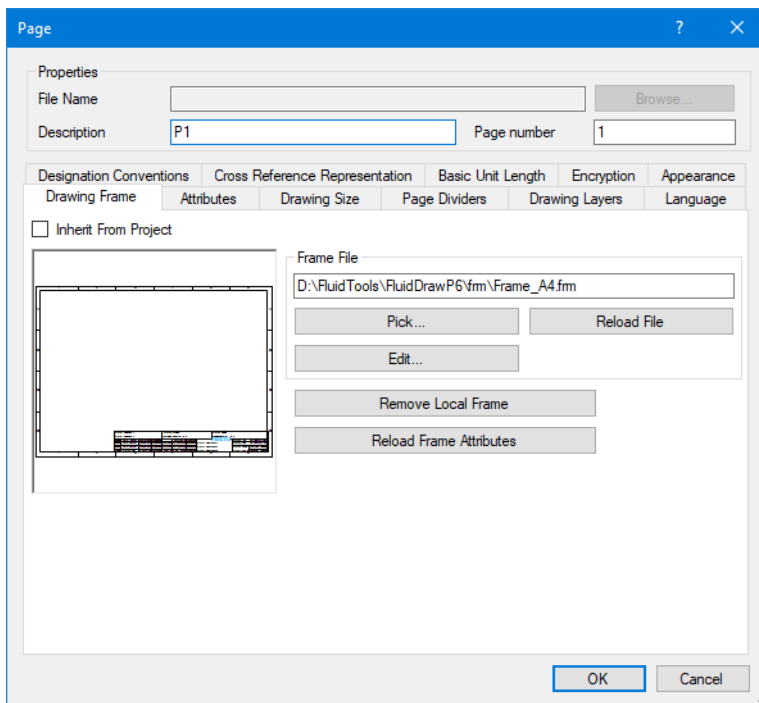 Page ?
Properties
File Name Browse...
Description P1 Page number 1
Designation Conventions Cross Reference Representation Basic Unit Length Encryption Appearance
Drawing Frame Attributes Drawing Size Page Dividers Drawing Layers Language
Inherit From Project
Frame File
D:\FluidTools\FluidDrawP6\frm\Frame_A4.frm
Pick... Reload File
Edit...
Remove Local Frame
Reload Frame Attributes
OK Cancel